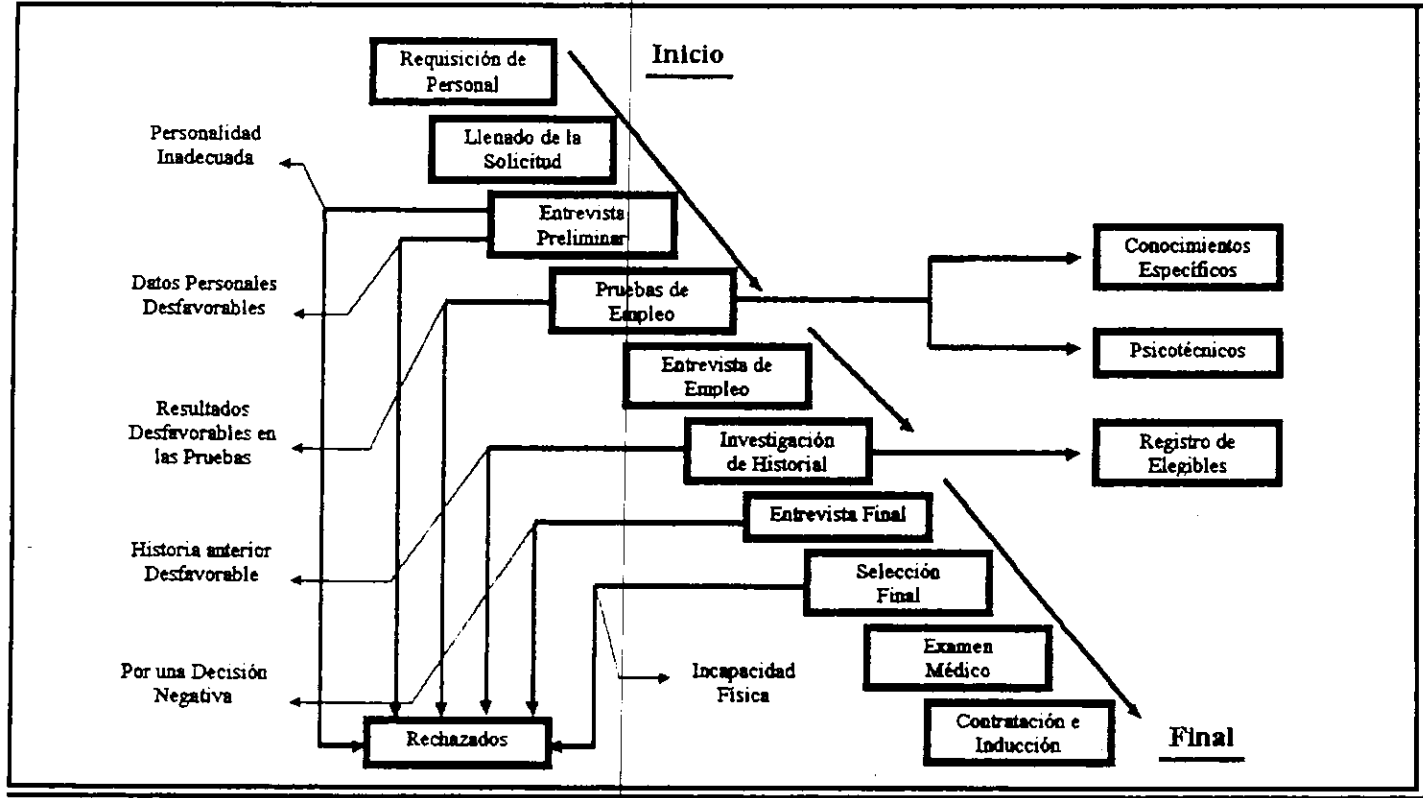 Inicio
Requisición de
Personal
Llenado de la
Solicitud
Personalidad
Inadecuada
Entrevista
Preliminar
Conocimientos
Específicos
Datos Personales
Desfavorables
Pruebas de
Empleo
Psicotécnicos
Entrevista de
Empleo
Resultados
Desfavorables en
las Pruebas
Investigación
de Historial
Registro de
Elegibles
Entrevista Final
Historia anterior
Desfavorable
Selección
Final
Por una Decisión
Negativa
Incapacidad
Física
Examen
Médico
Rechazados
Contratación e
Inducción
Final